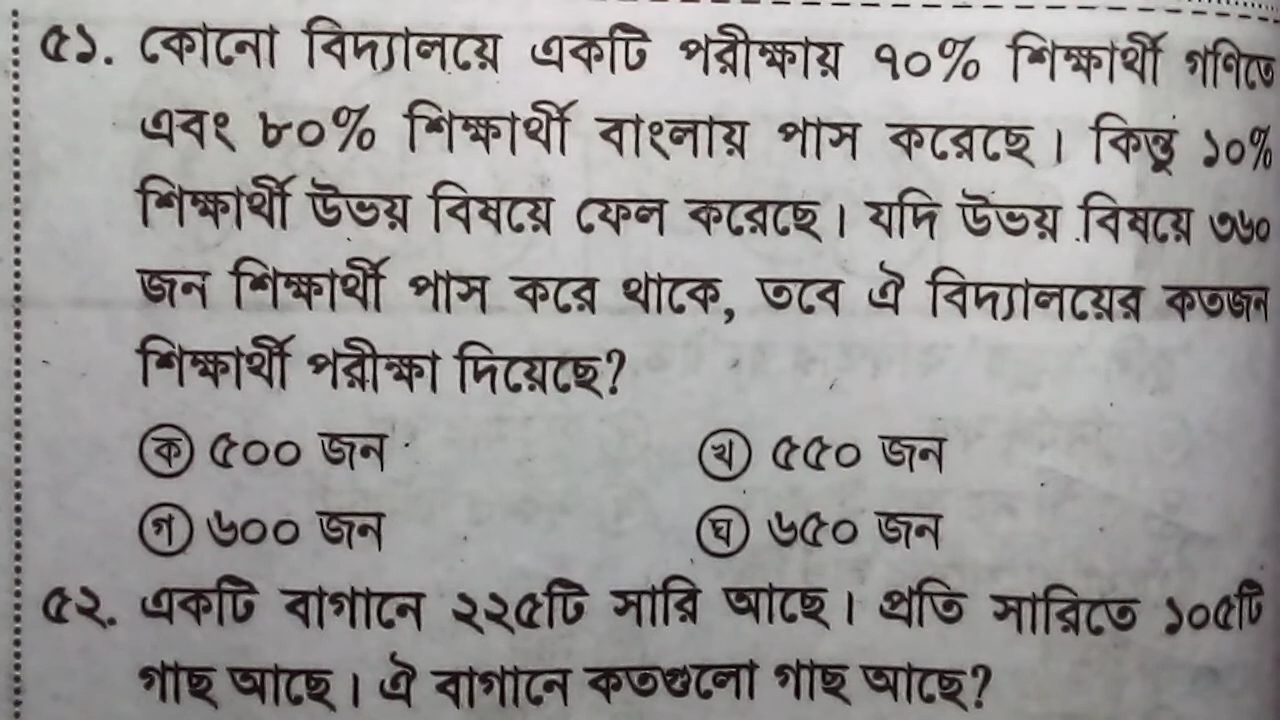 ৫১. কোনো বিদ্যালয়ে একটি পরীক্ষায় ৭০% শিক্ষার্থী গণিতে
এবং ৮০% শিক্ষার্থী বাংলায় পাস করেছে। কিন্তু ১০%
শিক্ষার্থী উভয় বিষয়ে ফেল করেছে। যদি উভয় বিষয়ে ৩৬০
জন শিক্ষার্থী পাস করে থাকে, তবে ঐ বিদ্যালয়ের কতজন
শিক্ষার্থী পরীক্ষা দিয়েছে?
ক ৫০০ জন খ ৫৫০ জন
গ ৬০০ জন ঘ ৬৫০ জন
৫২. একটি বাগানে ২২৫টি সারি আছে। প্রতি সারিতে ১০৫টি
গাছ আছে। ঐ বাগানে কতগুলো গাছ আছে?